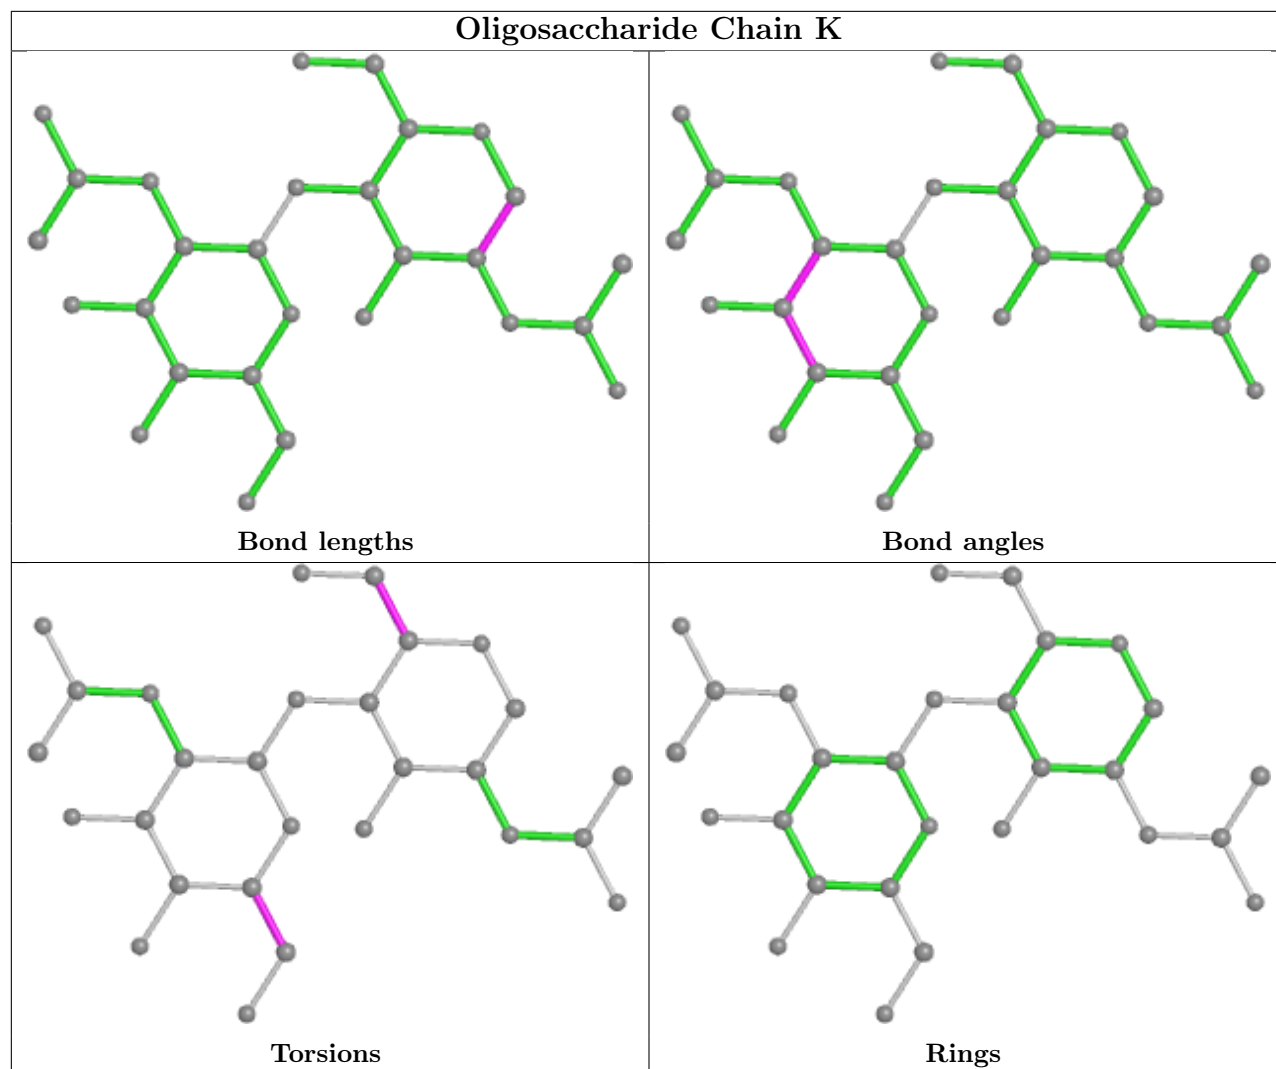 Oligosaccharide Chain K
Bond lengths
Bond angles
Torsions
Rings